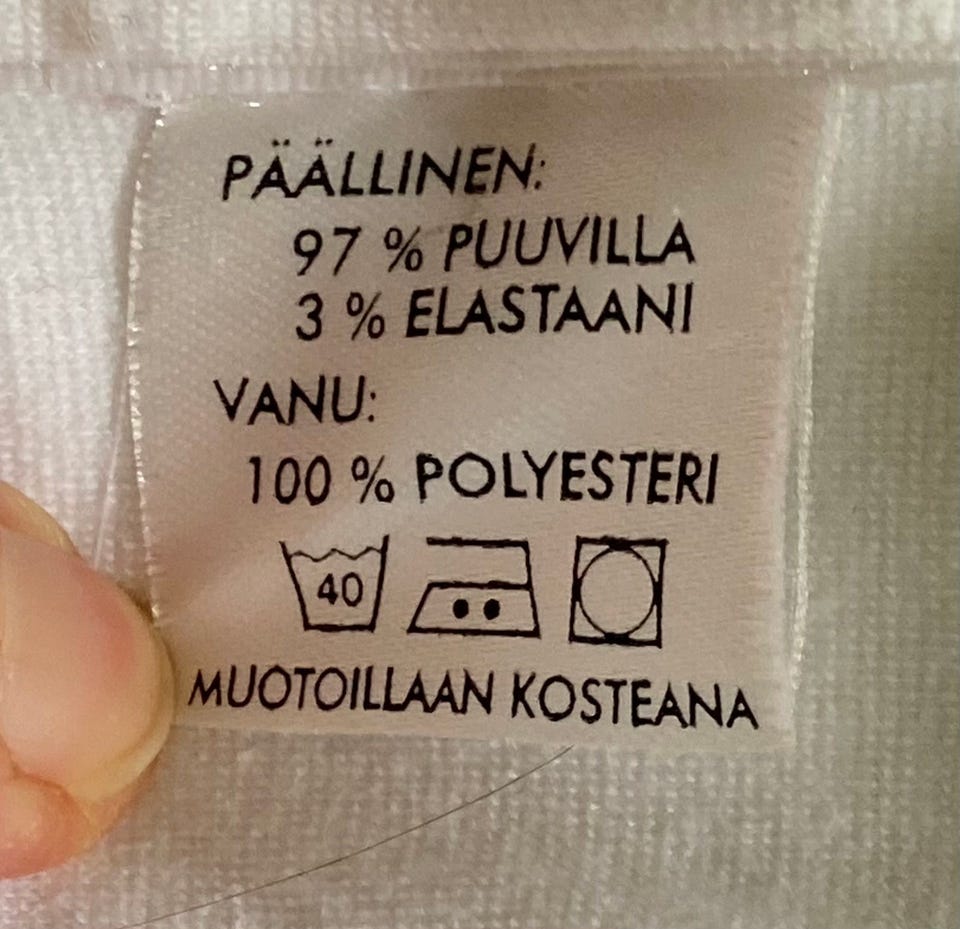 PÄÄLLINEN:
97 % PUUVILLA
3 % ELASTAANI
VANU:
100 % POLYESTERI
40
MUOTOILLAAN KOSTEANA